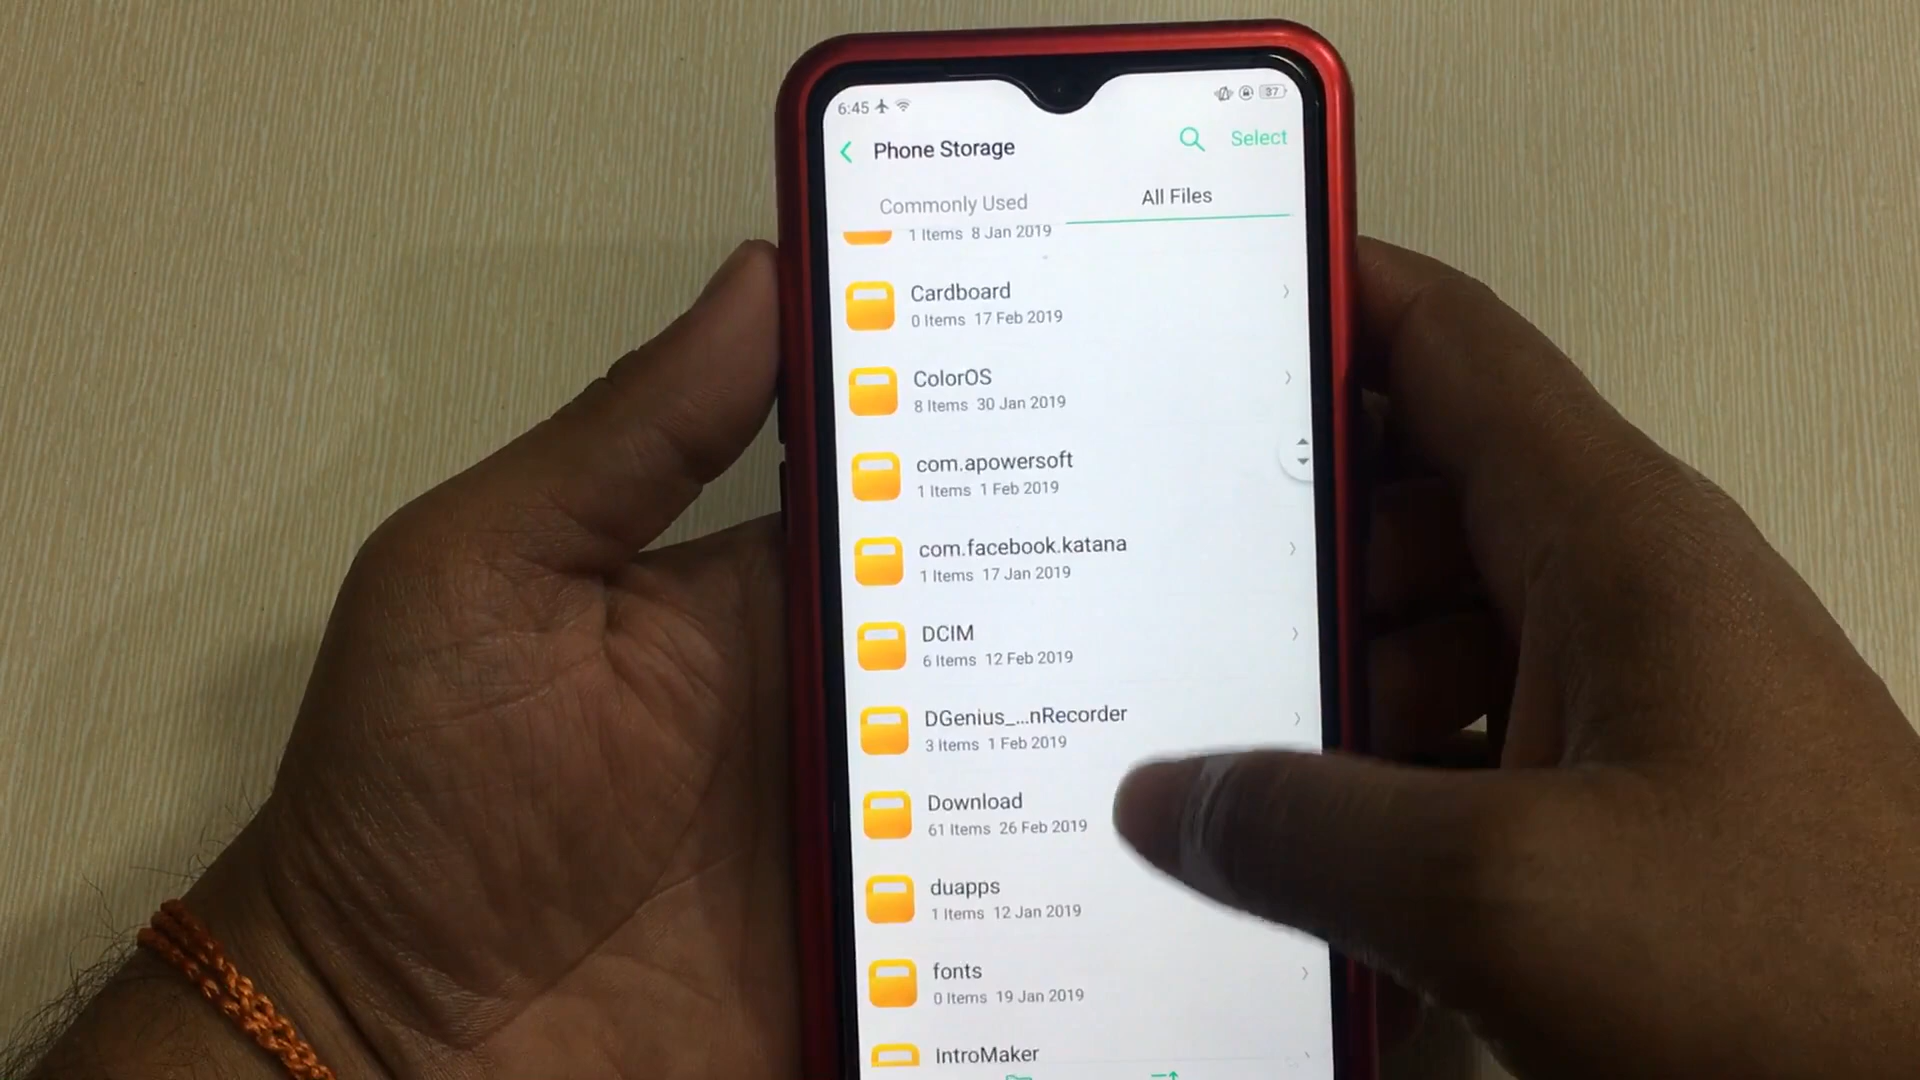 6:45
37
Phone Storage
Select
Commonly Used
All Files
1 Items 8 Jan 2019
Cardboard
0 Items 17 Feb 2019
ColorOS
8 Items 30 Jan 2019
com.apowersoft
1 Items 1 Feb 2019
com.facebook.katana
1 Items 17 Jan 2019
DCIM
6 Items 12 Feb 2019
DGenius_...nRecorder
3 Items 1 Feb 2019
Download
61 Items 26 Feb 2019
duapps
1 Items 12 Jan 2019
fonts
0 Items 19 Jan 2019
IntroMaker